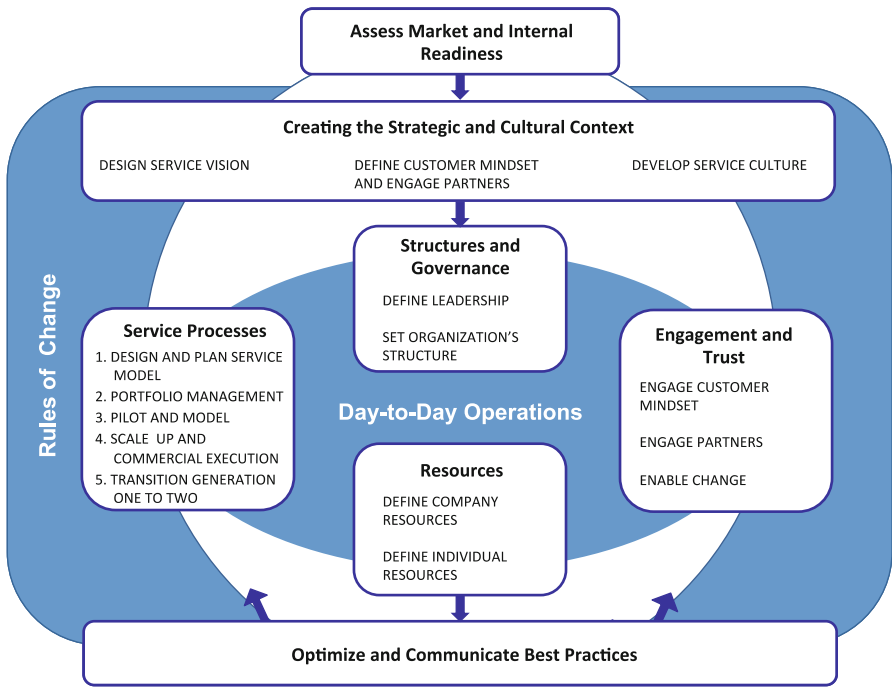 Assess Market and Internal
Readiness
Creating the Strategic and Cultural Context
DESIGN SERVICE VISION
DEFINE CUSTOMER MINDSET
AND ENGAGE PARTNERS
DEVELOP SERVICE CULTURE
Structures and
Governance
DEFINE LEADERSHIP
SET ORGANIZATION’S
STRUCTURE
Rules of Change
Service Processes
1. DESIGN AND PLAN SERVICE
MODEL
2. PORTFOLIO MANAGEMENT
3. PILOT AND MODEL
4. SCALE UP AND
COMMERCIAL EXECUTION
5. TRANSITION GENERATION
ONE TO TWO
Day-to-Day Operations
Engagement and
Trust
ENGAGE CUSTOMER
MINDSET
ENGAGE PARTNERS
ENABLE CHANGE
Resources
DEFINE COMPANY
RESOURCES
DEFINE INDIVIDUAL
RESOURCES
Optimize and Communicate Best Practices